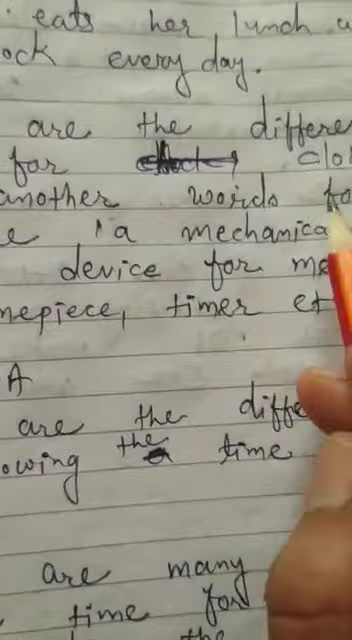 eats her lunch
ock every day.
are the differe
for clo
another words fo
e 'a mechanica
device for me
nepiece, timer et
A
are the diffe
owing the time
are many
time for
the